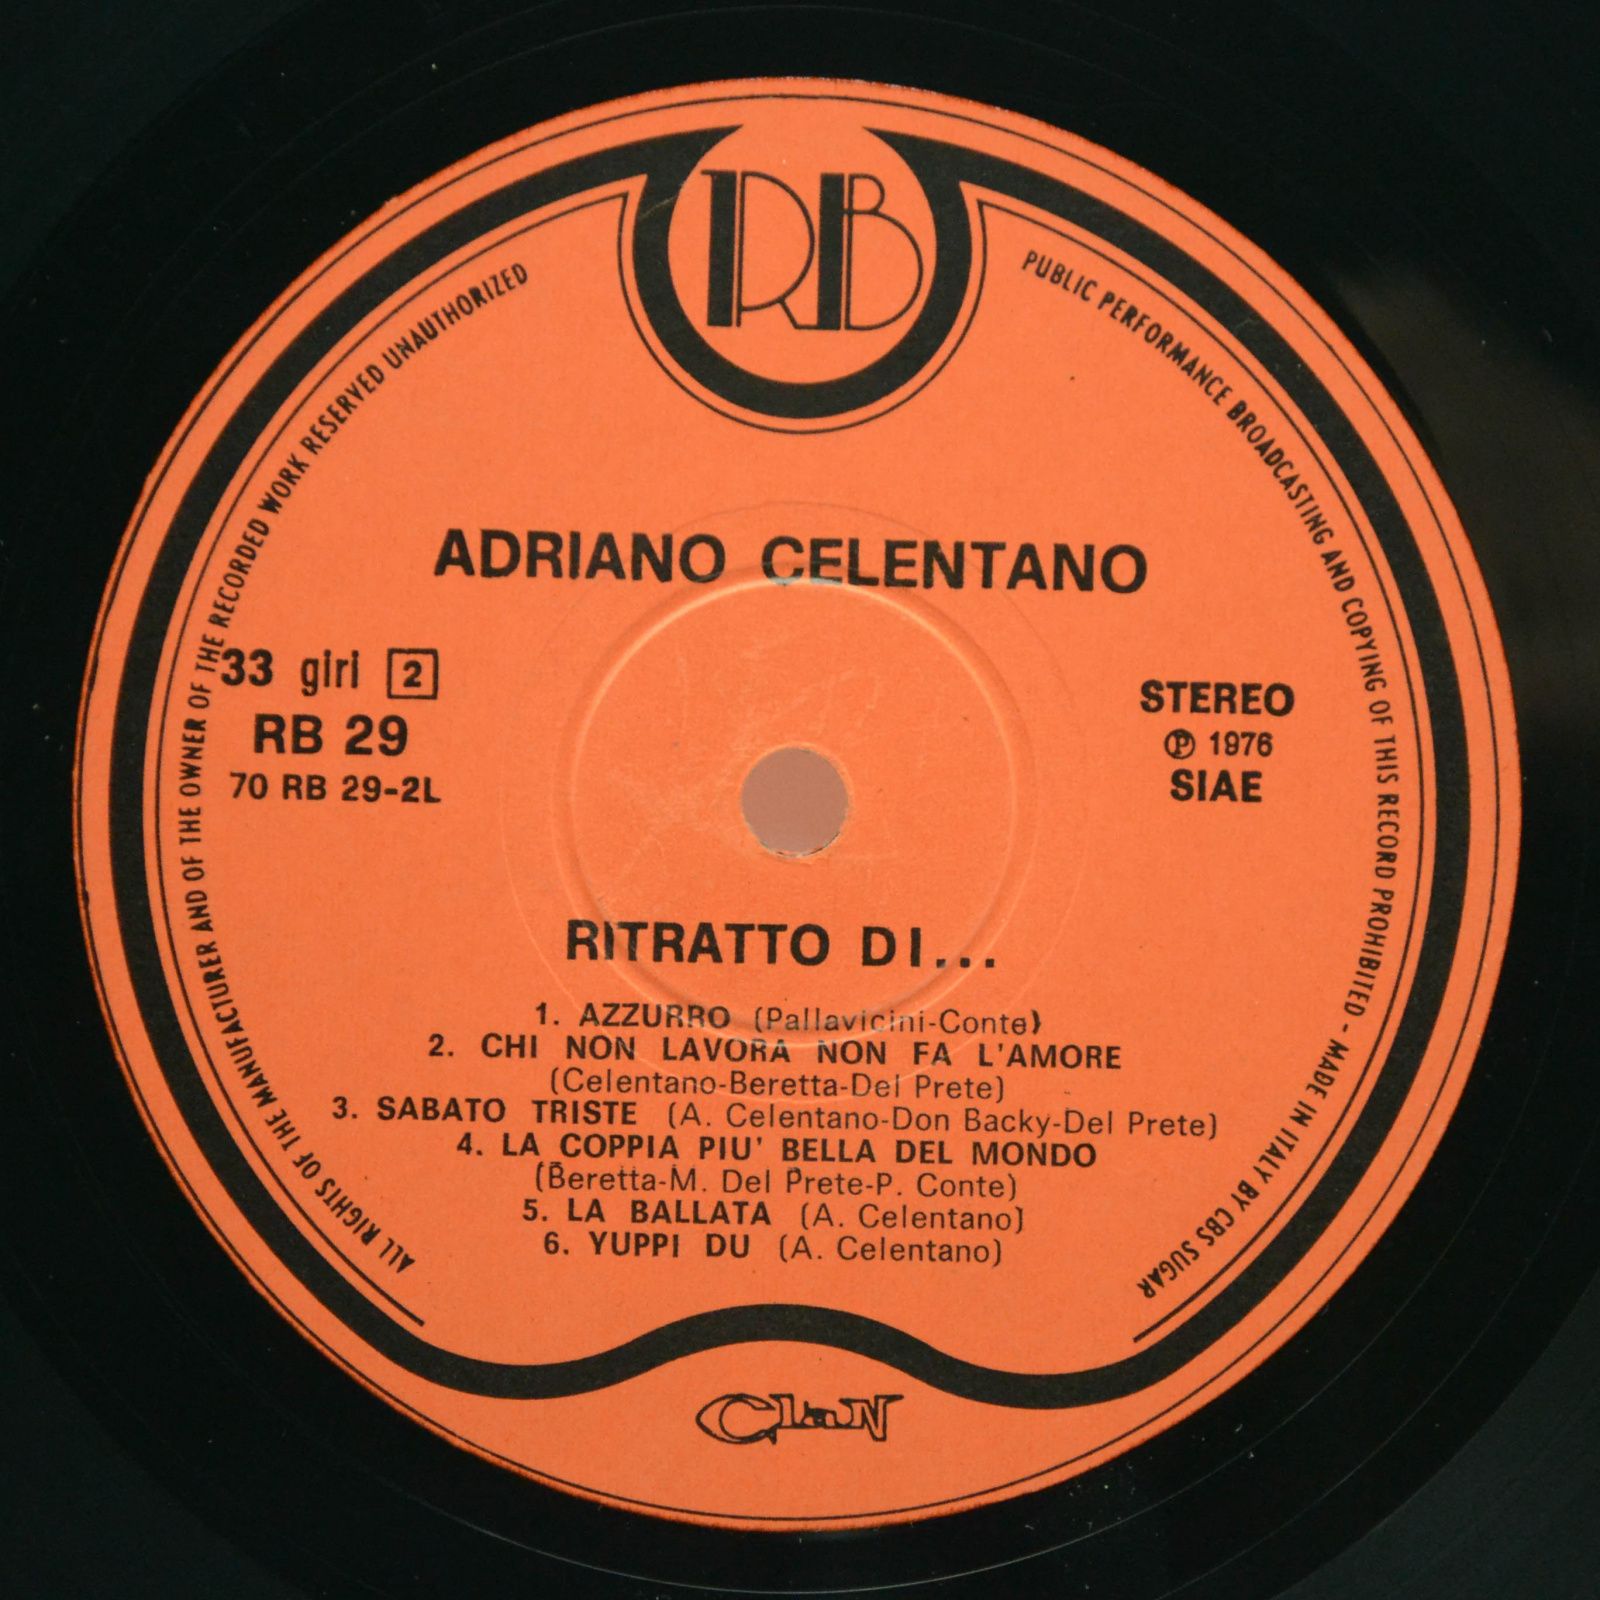 RB
ALL RIGHTS OF THE MANUFACTURER AND OF THE OWNER OF THE RECORDED WORK RESERVED UNAUTHORIZED
PUBLIC PERFORMANCE BROADCASTING AND COPYING OF THIS RECORD PROHIBITED - MADE IN ITALY BY CBS SUGAR
ADRIANO CELENTANO
33 giri 2
RB 29
70 RB 29-2L
STEREO
℗ 1976
SIAE
RITRATTO DI...
1. AZZURRO (Pallavicini-Conte)
2. CHI NON LAVORA NON FA L'AMORE
(Celentano-Beretta-Del Prete)
3. SABATO TRISTE (A. Celentano-Don Backy-Del Prete)
4. LA COPPIA PIU' BELLA DEL MONDO
(Beretta-M. Del Prete-P. Conte)
5. LA BALLATA (A. Celentano)
6. YUPPI DU (A. Celentano)
Clan